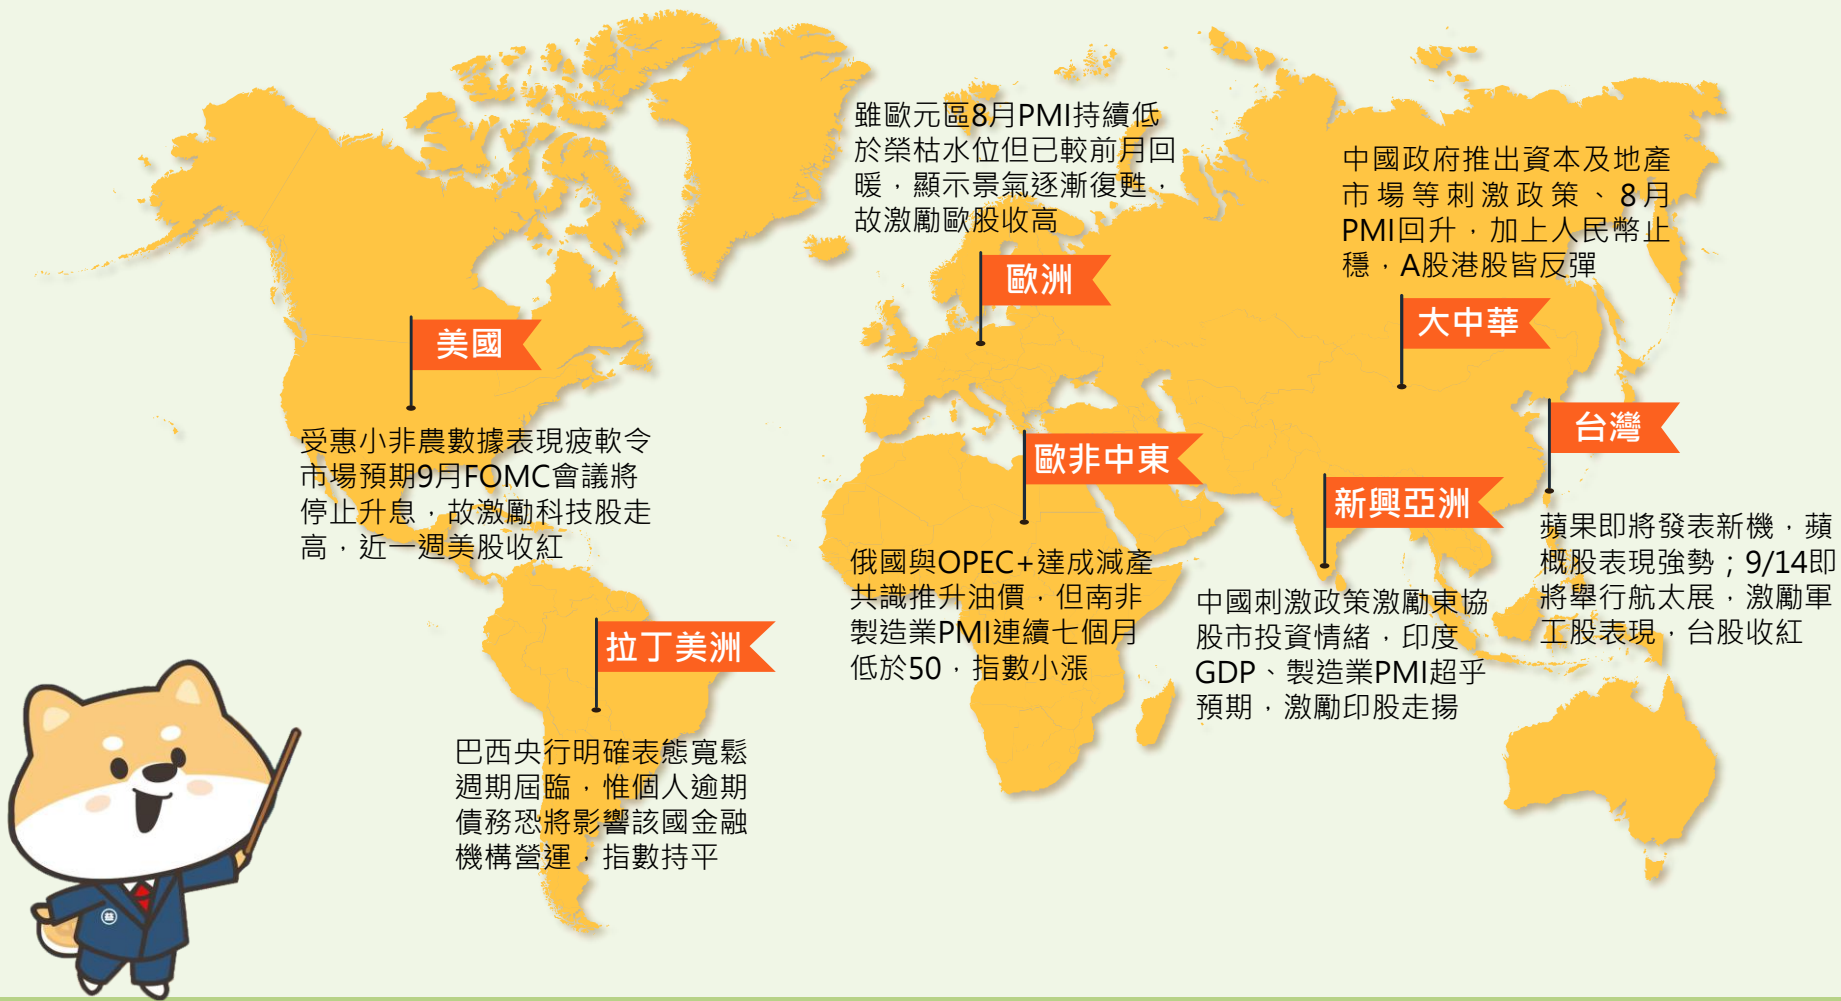 美國
受惠小非農數據表現疲軟令
市場預期9月FOMC會議將
停止升息，故激勵科技股走
高，近一週美股收紅
拉丁美洲
巴西央行明確表態寬鬆
週期屆臨，惟個人逾期
債務恐將影響該國金融
機構營運，指數持平
雖歐元區8月PMI持續低
於榮枯水位但已較前月回
暖，顯示景氣逐漸復甦，
故激勵歐股收高
歐洲
歐非中東
俄國與OPEC+達成減產
共識推升油價，但南非
製造業PMI連續七個月
低於50，指數小漲
中國政府推出資本及地產
市場等刺激政策、8月
PMI回升，加上人民幣止
穩，A股港股皆反彈
大中華
新興亞洲
中國刺激政策激勵東協
股市投資情緒，印度
GDP、製造業PMI超乎
預期，激勵印股走揚
台灣
蘋果即將發表新機，蘋
概股表現強勢；9/14即
將舉行航太展，激勵軍
工股表現，台股收紅